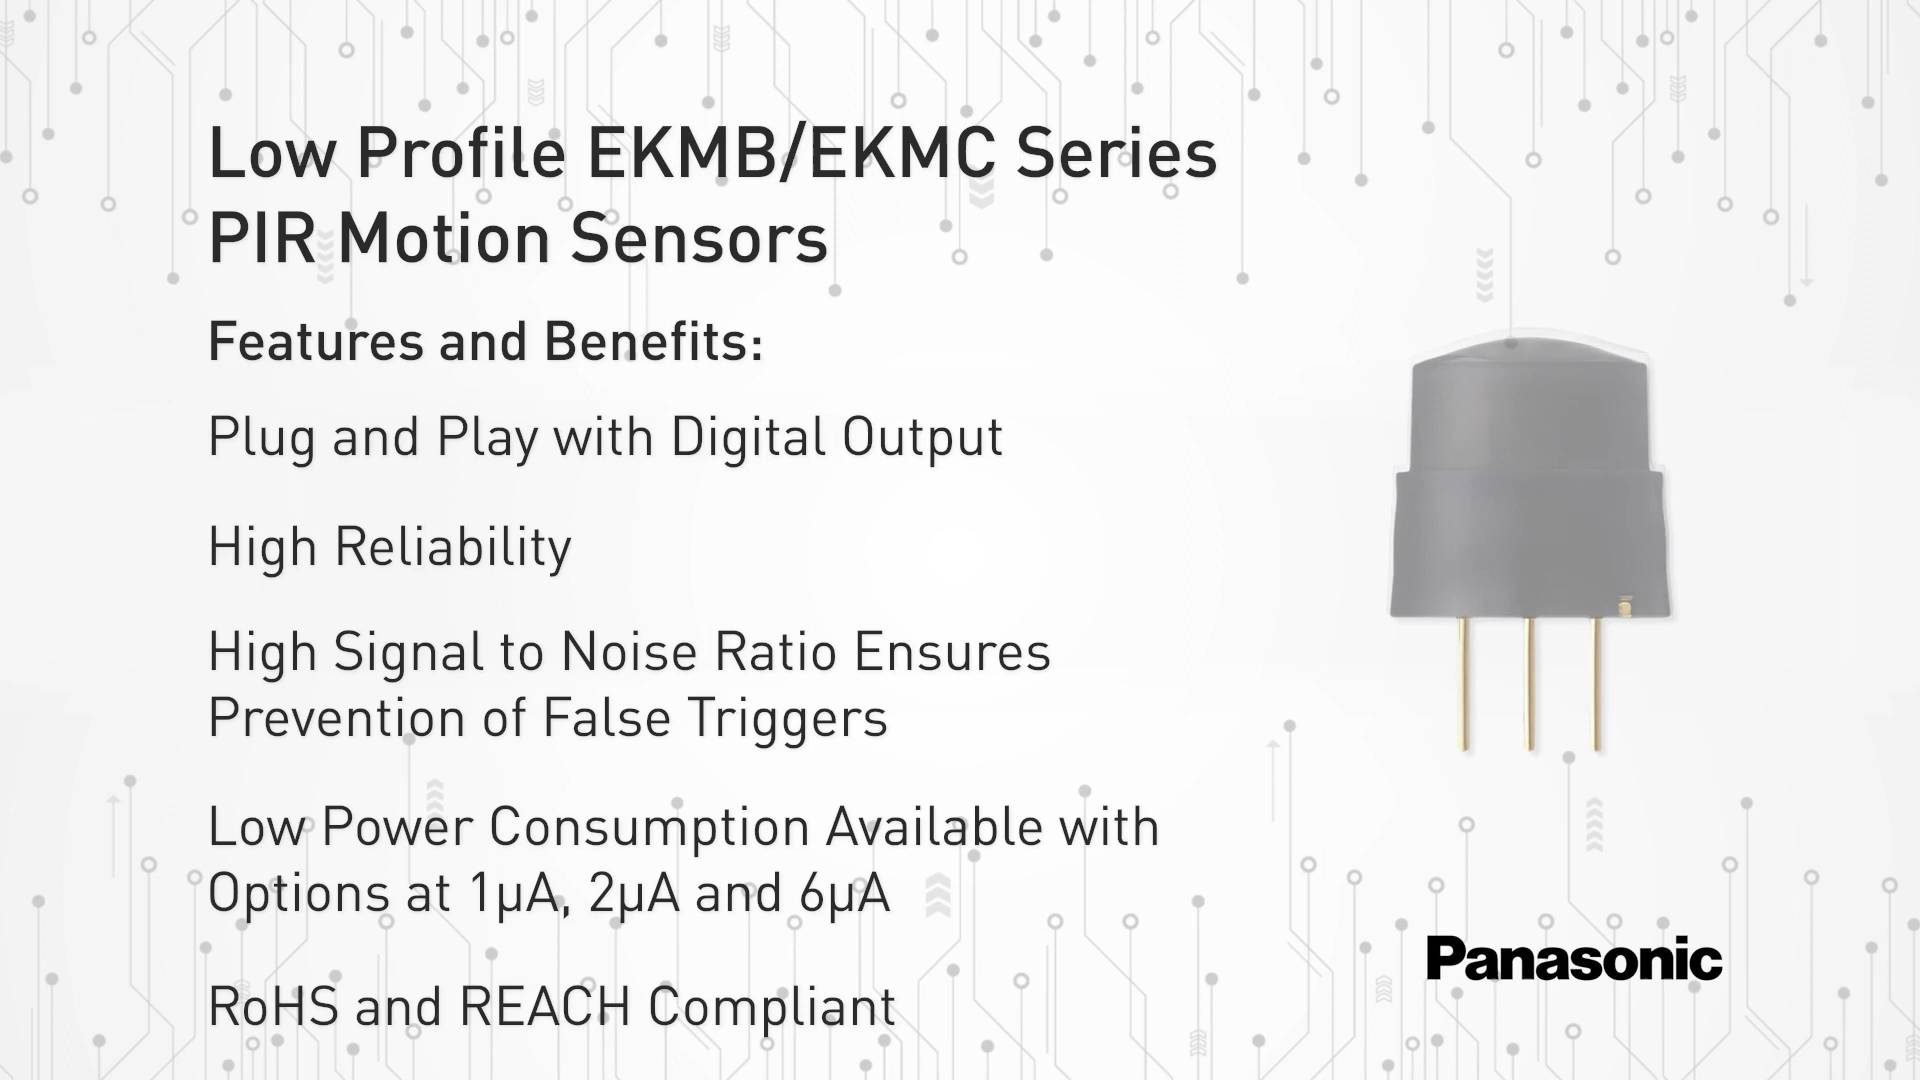 Low Profile EKMB/EKMC Series
PIR Motion Sensors
Features and Benefits:
Plug and Play with Digital Output
High Reliability
High Signal to Noise Ratio Ensures
Prevention of False Triggers
Low Power Consumption Available with
Options at 1µA, 2µA and 6µA
RoHS and REACH Compliant
Panasonic